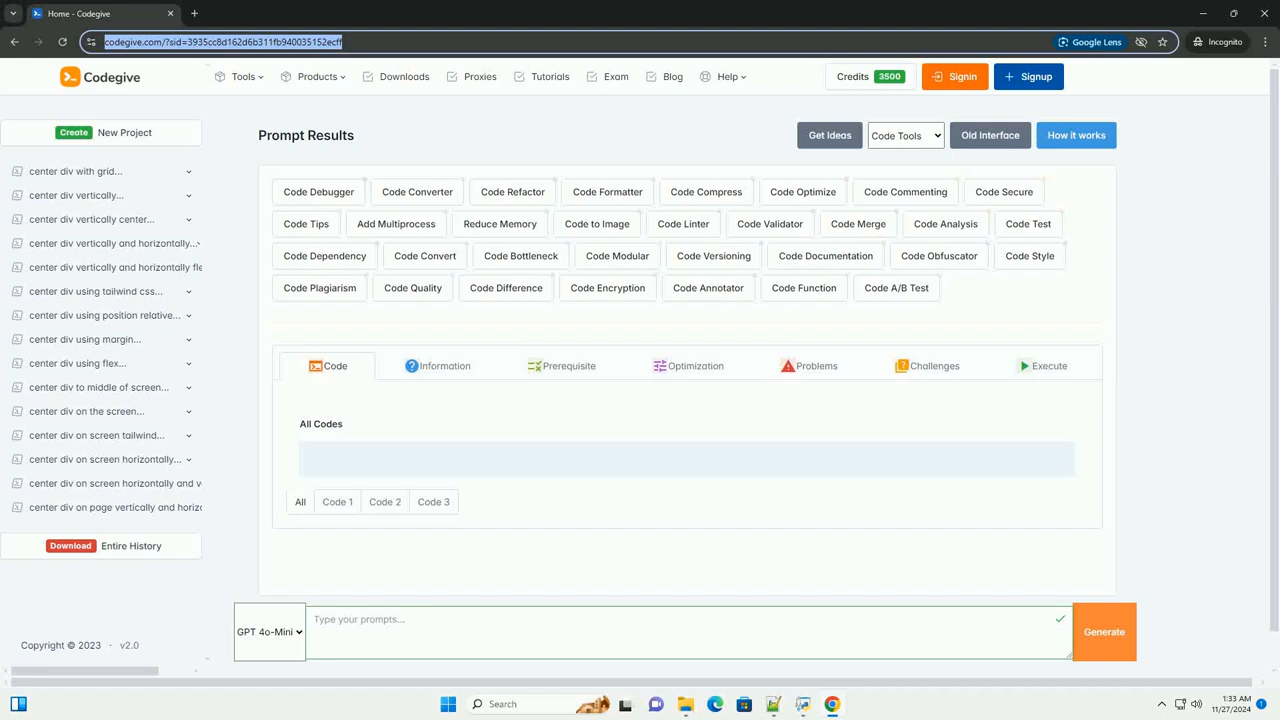 Home - Codegive
codegive.com/?sid=3935cc8d162d6b311fb940035152ecff
Google Lens
Incognito
Codegive
Tools
Products
Downloads
Proxies
Tutorials
Exam
Blog
Help
Credits 3500
Signin
Signup
Create New Project
center div with grid...
center div vertically...
center div vertically center...
center div vertically and horizontally...
center div vertically and horizontally fle
center div using tailwind css...
center div using position relative...
center div using margin...
center div using flex...
center div to middle of screen...
center div on the screen...
center div on screen tailwind...
center div on screen horizontally...
center div on screen horizontally and v
center div on page vertically and horizo
Download Entire History
Copyright © 2023 · v2.0
Prompt Results
Get Ideas
Code Tools
Old Interface
How it works
Code Debugger
Code Converter
Code Refactor
Code Formatter
Code Compress
Code Optimize
Code Commenting
Code Secure
Code Tips
Add Multiprocess
Reduce Memory
Code to Image
Code Linter
Code Validator
Code Merge
Code Analysis
Code Test
Code Dependency
Code Convert
Code Bottleneck
Code Modular
Code Versioning
Code Documentation
Code Obfuscator
Code Style
Code Plagiarism
Code Quality
Code Difference
Code Encryption
Code Annotator
Code Function
Code A/B Test
Code
Information
Prerequisite
Optimization
Problems
Challenges
Execute
All Codes
All
Code 1
Code 2
Code 3
GPT 4o-Mini
Type your prompts...
Generate
Search
1:33 AM
11/27/2024